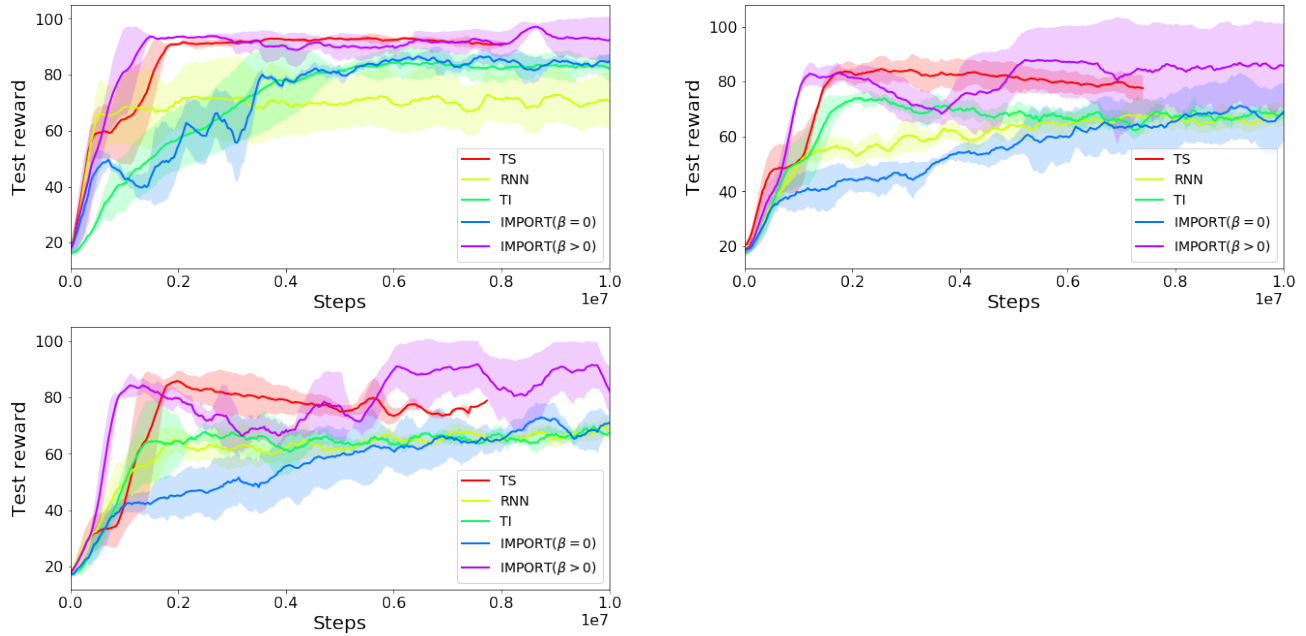 100
80
60
40
20
Test reward
0.0 0.2 0.4 0.6 0.8 1.0
1e7
Steps
TS
RNN
TI
IMPORT(β = 0)
IMPORT(β > 0)
100
80
60
40
20
Test reward
0.0 0.2 0.4 0.6 0.8 1.0
1e7
Steps
TS
RNN
TI
IMPORT(β = 0)
IMPORT(β > 0)
100
80
60
40
20
Test reward
0.0 0.2 0.4 0.6 0.8 1.0
1e7
Steps
TS
RNN
TI
IMPORT(β = 0)
IMPORT(β > 0)